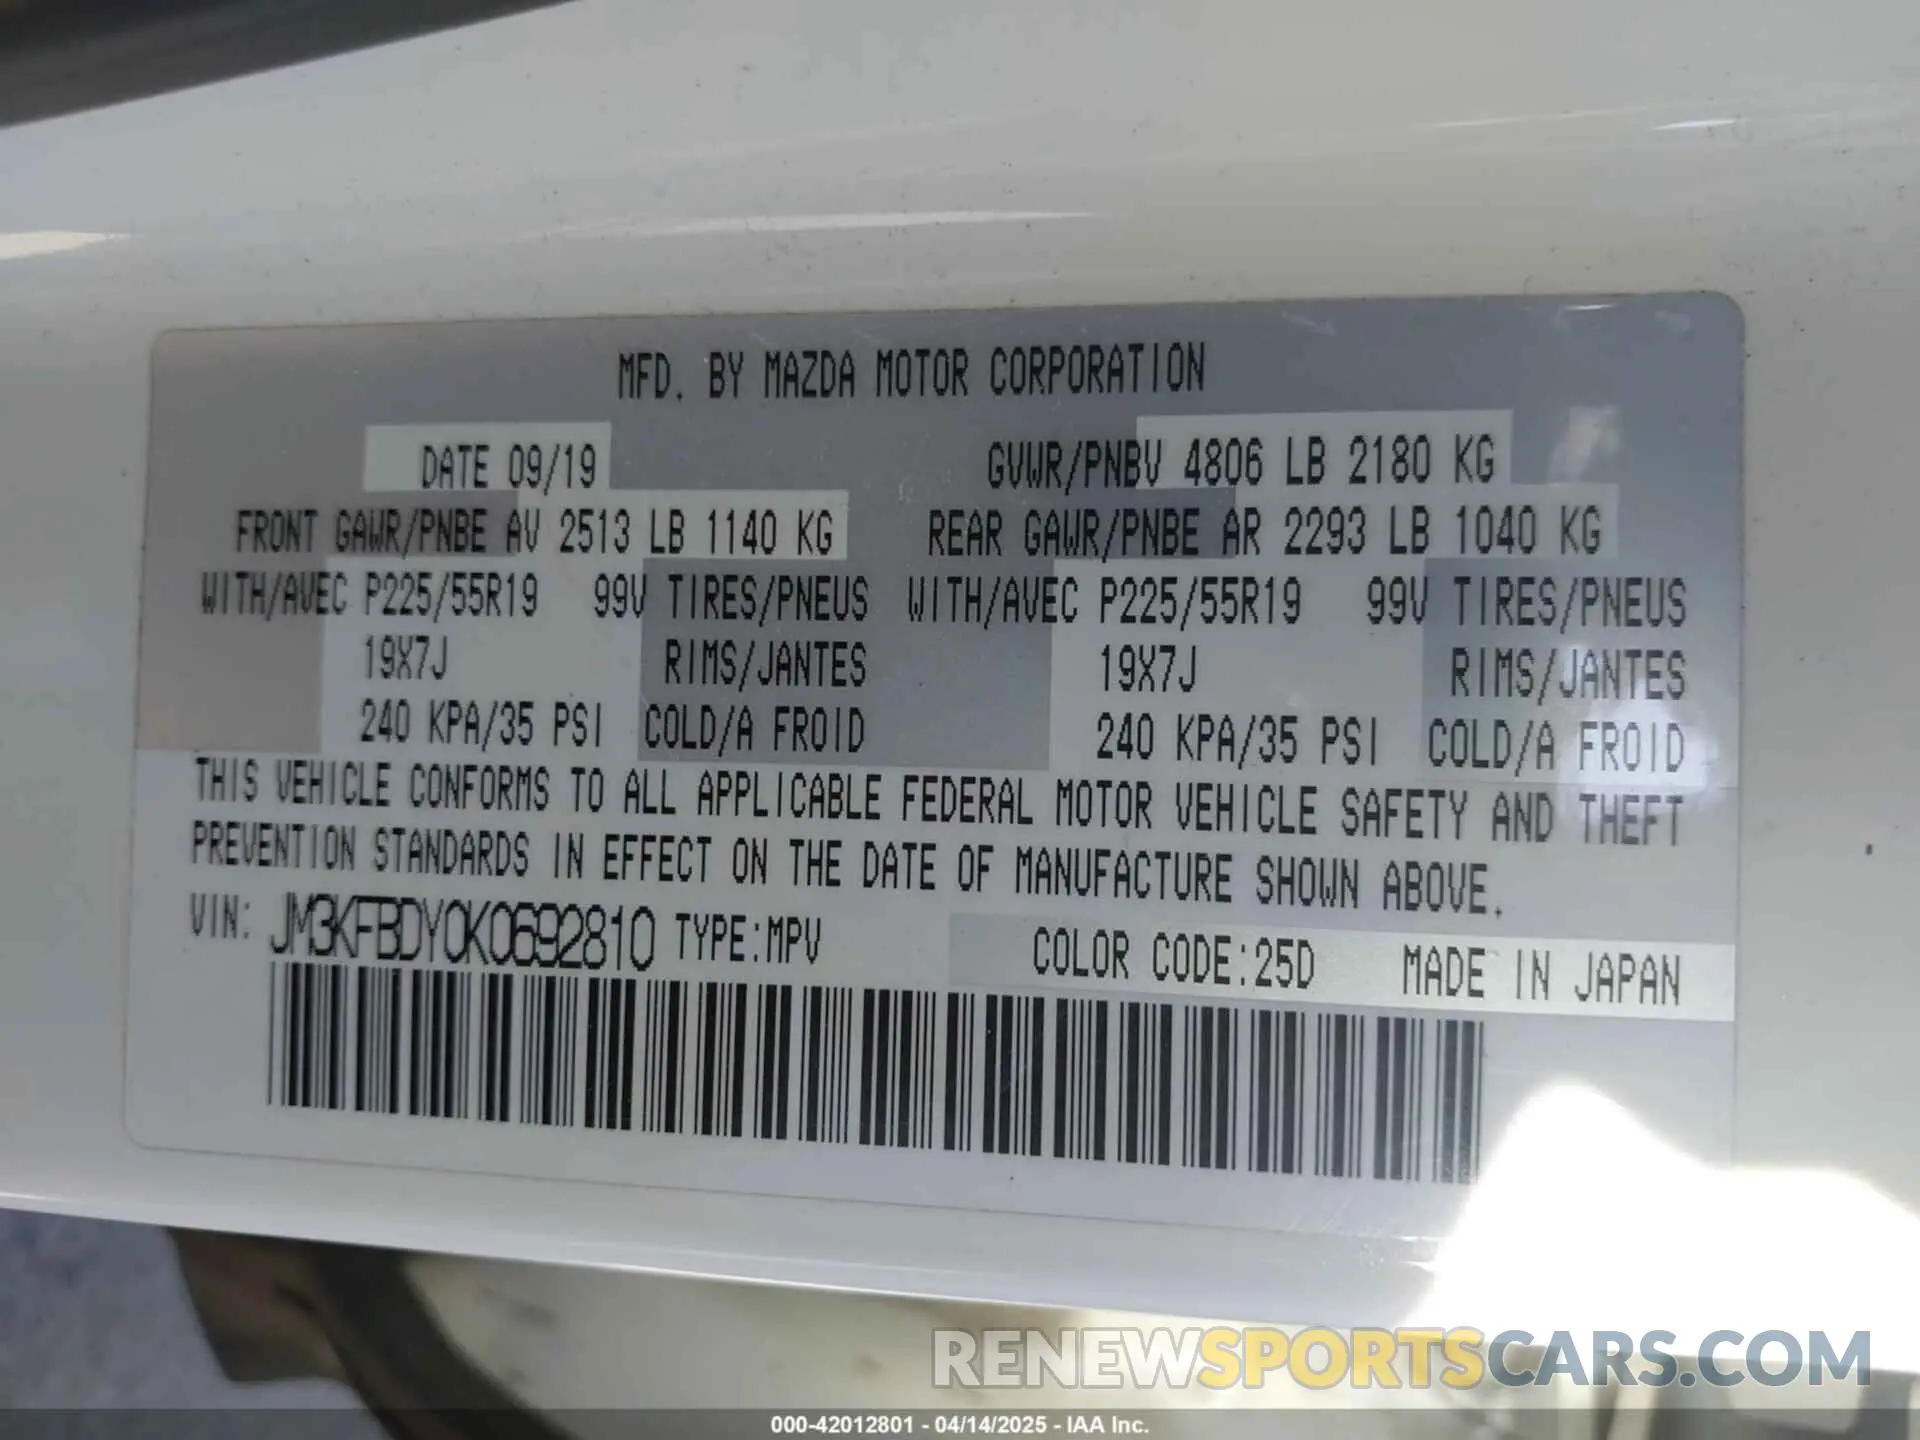 MFD. BY MAZDA MOTOR CORPORATION
DATE 09/19 GVWR/PNBV 4806 LB 2180 KG
FRONT GAWR/PNBE AV 2513 LB 1140 KG REAR GAWR/PNBE AR 2293 LB 1040 KG
WITH/AVEC P225/55R19 99V TIRES/PNEUS WITH/AVEC P225/55R19 99V TIRES/PNEUS
19X7J RIMS/JANTES 19X7J RIMS/JANTES
240 KPA/35 PSI COLD/A FROID 240 KPA/35 PSI COLD/A FROID
THIS VEHICLE CONFORMS TO ALL APPLICABLE FEDERAL MOTOR VEHICLE SAFETY AND THEFT
PREVENTION STANDARDS IN EFFECT ON THE DATE OF MANUFACTURE SHOWN ABOVE.
VIN: JM3KFBDY0K0692810 TYPE:MPV COLOR CODE:25D MADE IN JAPAN
RENEWSPORTSCARS.COM
000-42012801 - 04/14/2025 - IAA Inc.